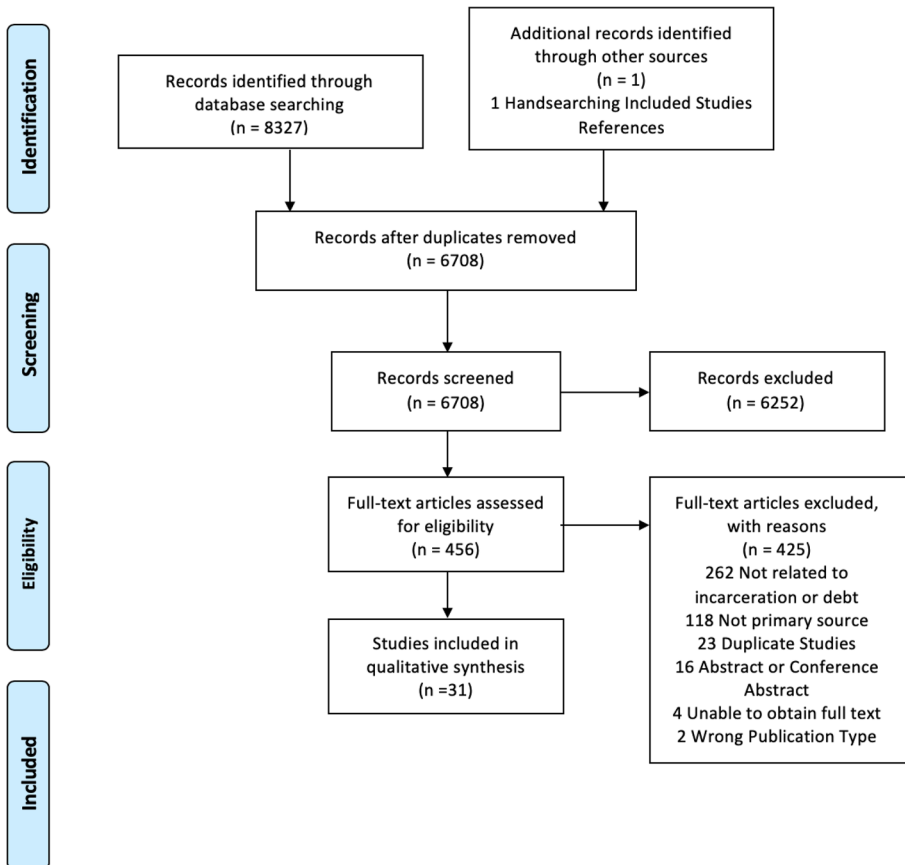 Identification
Records identified through
database searching
(n = 8327)
Additional records identified
through other sources
(n = 1)
1 Handsearching Included Studies
References
Records after duplicates removed
(n = 6708)
Screening
Records screened
(n = 6708)
Records excluded
(n = 6252)
Eligibility
Full-text articles assessed
for eligibility
(n = 456)
Full-text articles excluded,
with reasons
(n = 425)
262 Not related to
incarceration or debt
118 Not primary source
23 Duplicate Studies
16 Abstract or Conference
Abstract
4 Unable to obtain full text
2 Wrong Publication Type
Studies included in
qualitative synthesis
(n =31)
Included